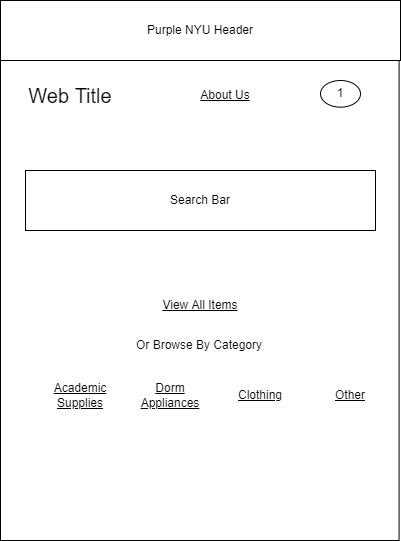 Purple NYU Header
Web Title
About Us
1
Search Bar
View All Items
Or Browse By Category
Academic
Supplies
Dorm
Appliances
Clothing
Other